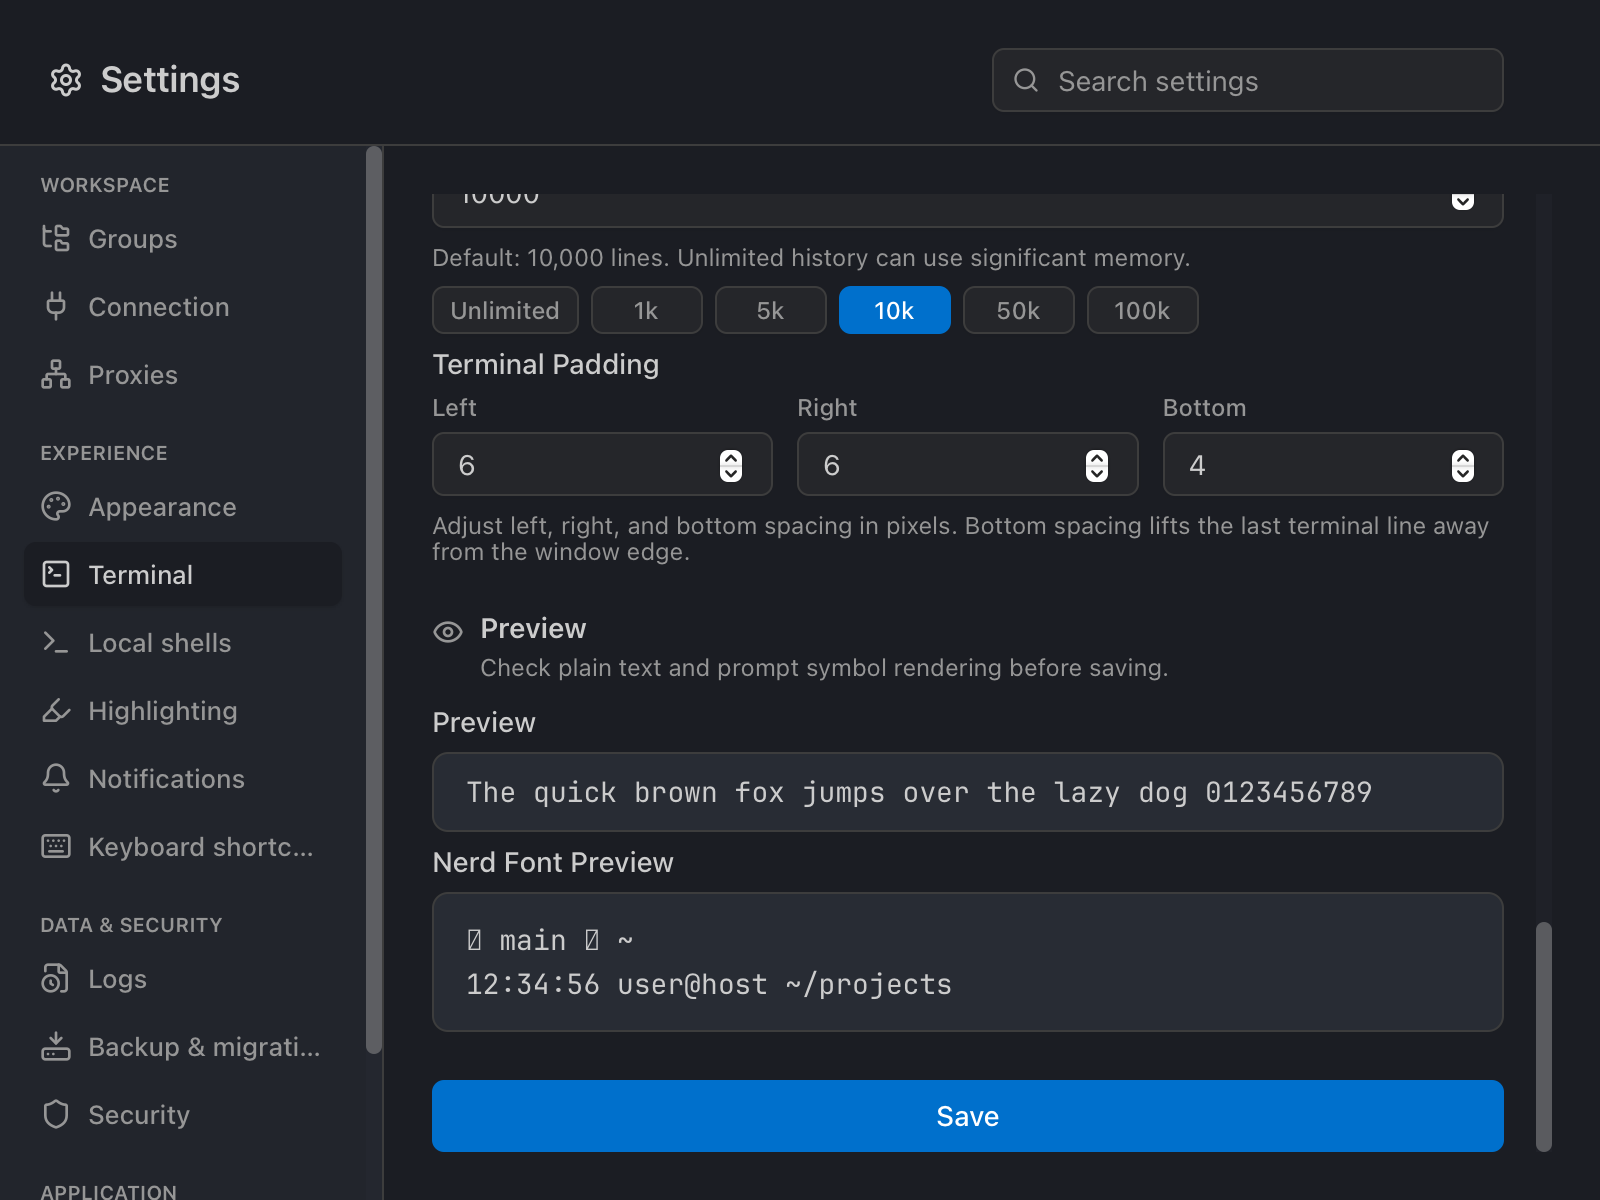 Settings
Search settings
WORKSPACE
Groups
Connection
Proxies
EXPERIENCE
Appearance
Terminal
Local shells
Highlighting
Notifications
Keyboard shortc...
DATA & SECURITY
Logs
Backup & migrati...
Security
APPLICATION
10000
Default: 10,000 lines. Unlimited history can use significant memory.
Unlimited 1k 5k 10k 50k 100k
Terminal Padding
Left Right Bottom
6 6 4
Adjust left, right, and bottom spacing in pixels. Bottom spacing lifts the last terminal line away
from the window edge.
Preview
Check plain text and prompt symbol rendering before saving.
Preview
The quick brown fox jumps over the lazy dog 0123456789
Nerd Font Preview
main ~
12:34:56 user@host ~/projects
Save